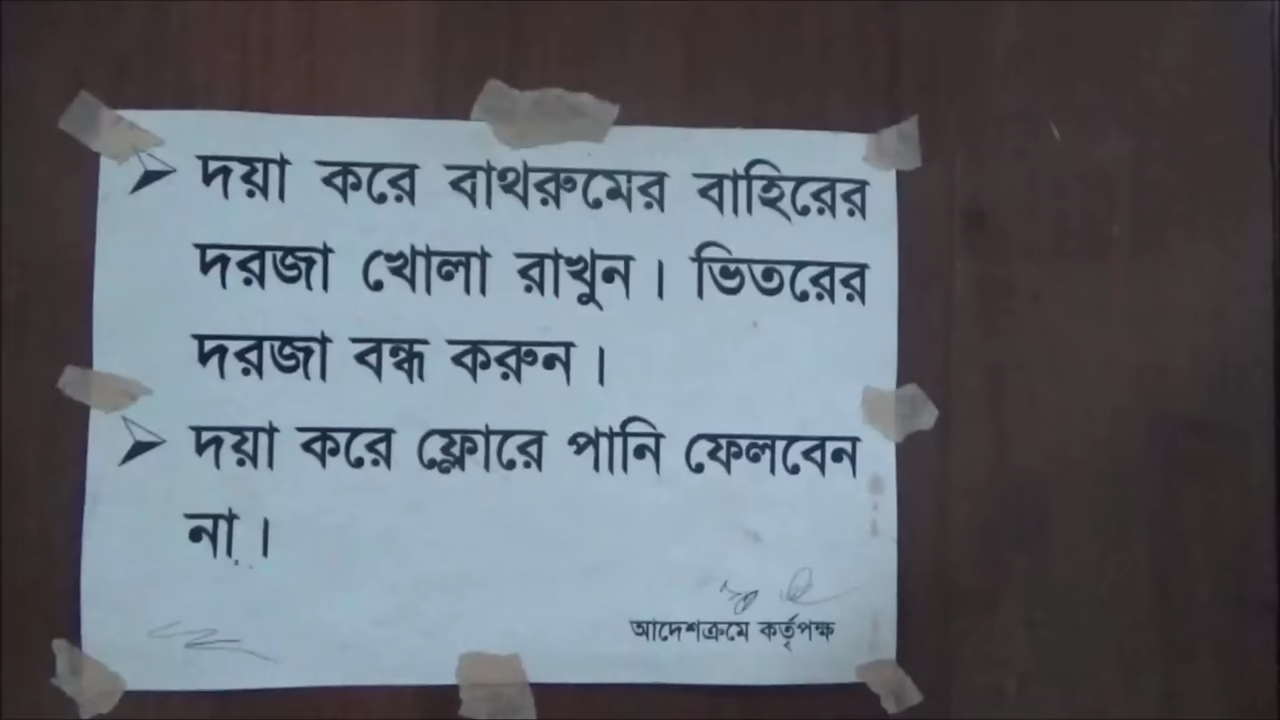 ➢ দয়া করে বাথরুমের বাহিরের
দরজা খোলা রাখুন। ভিতরের
দরজা বন্ধ করুন।
➢ দয়া করে ফ্লোরে পানি ফেলবেন
না।
আদেশক্রমে কর্তৃপক্ষ